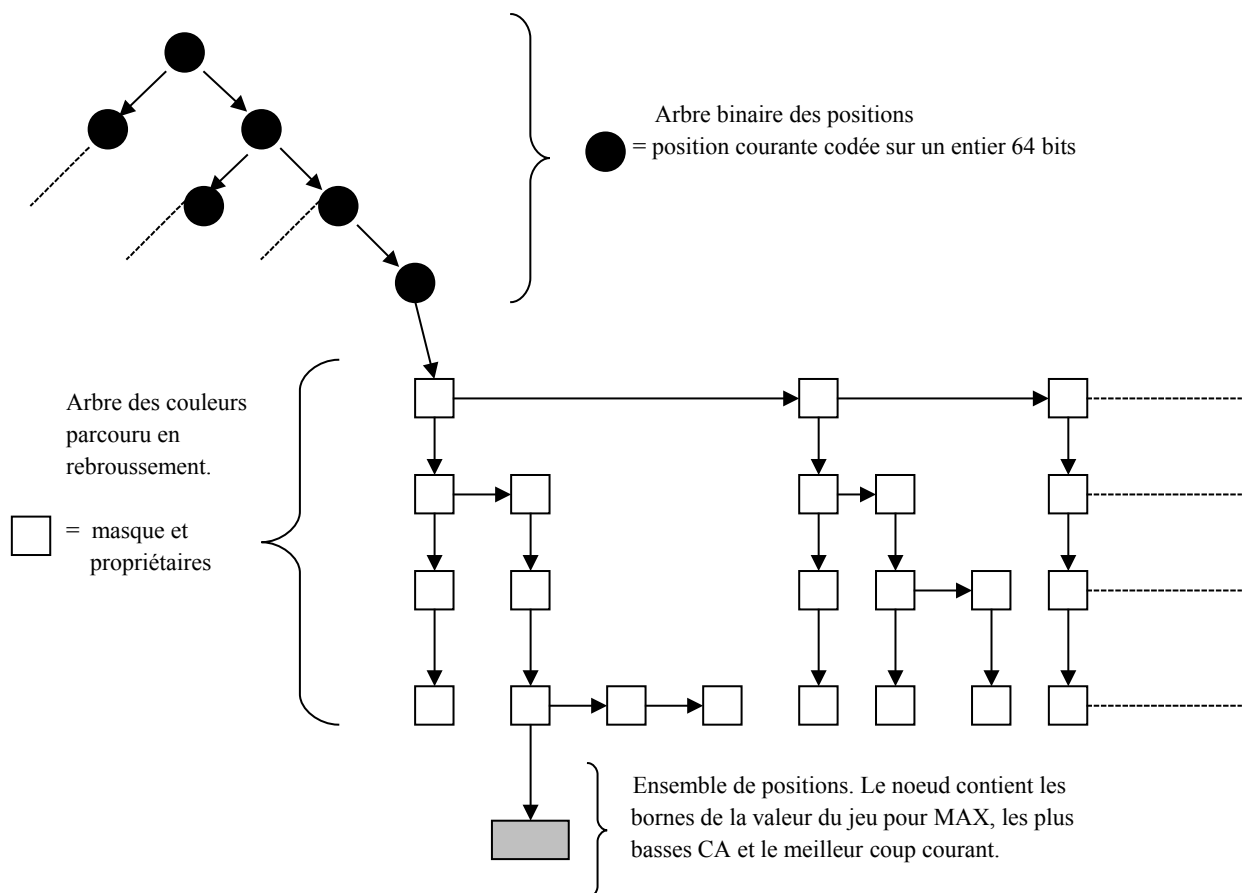 Arbre binaire des positions
= position courante codée sur un entier 64 bits
Arbre des couleurs
parcouru en
rebroussement.
= masque et
propriétaires
Ensemble de positions. Le noeud contient les
bornes de la valeur du jeu pour MAX, les plus
basses CA et le meilleur coup courant.